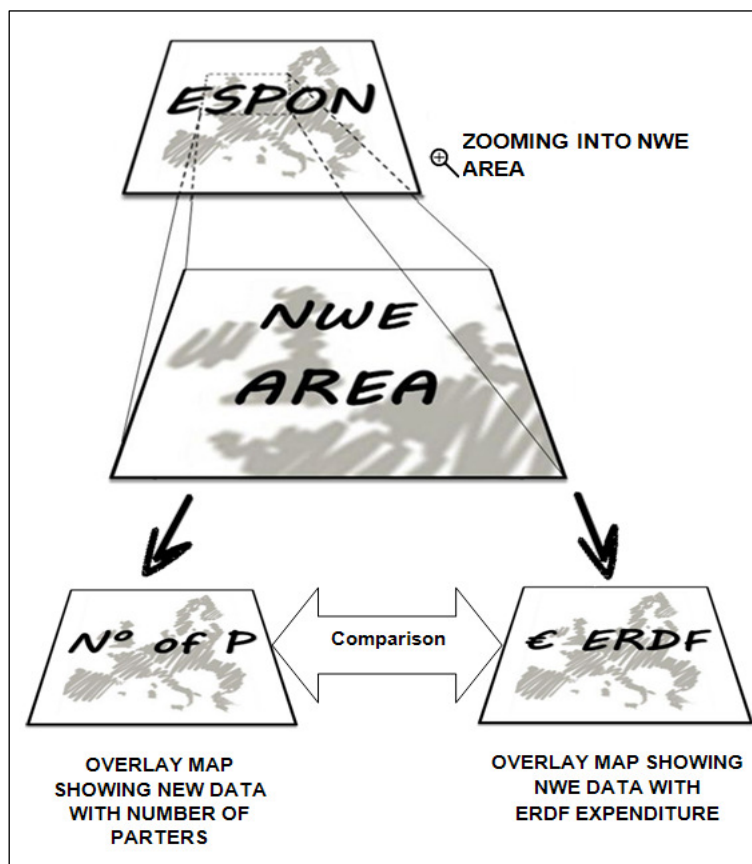 ESPON
ZOOMING INTO NWE
AREA
NWE
AREA
Nº of P
Comparison
€ ERDF
OVERLAY MAP
SHOWING NEW DATA
WITH NUMBER OF
PARTERS
OVERLAY MAP SHOWING
NWE DATA WITH
ERDF EXPENDITURE